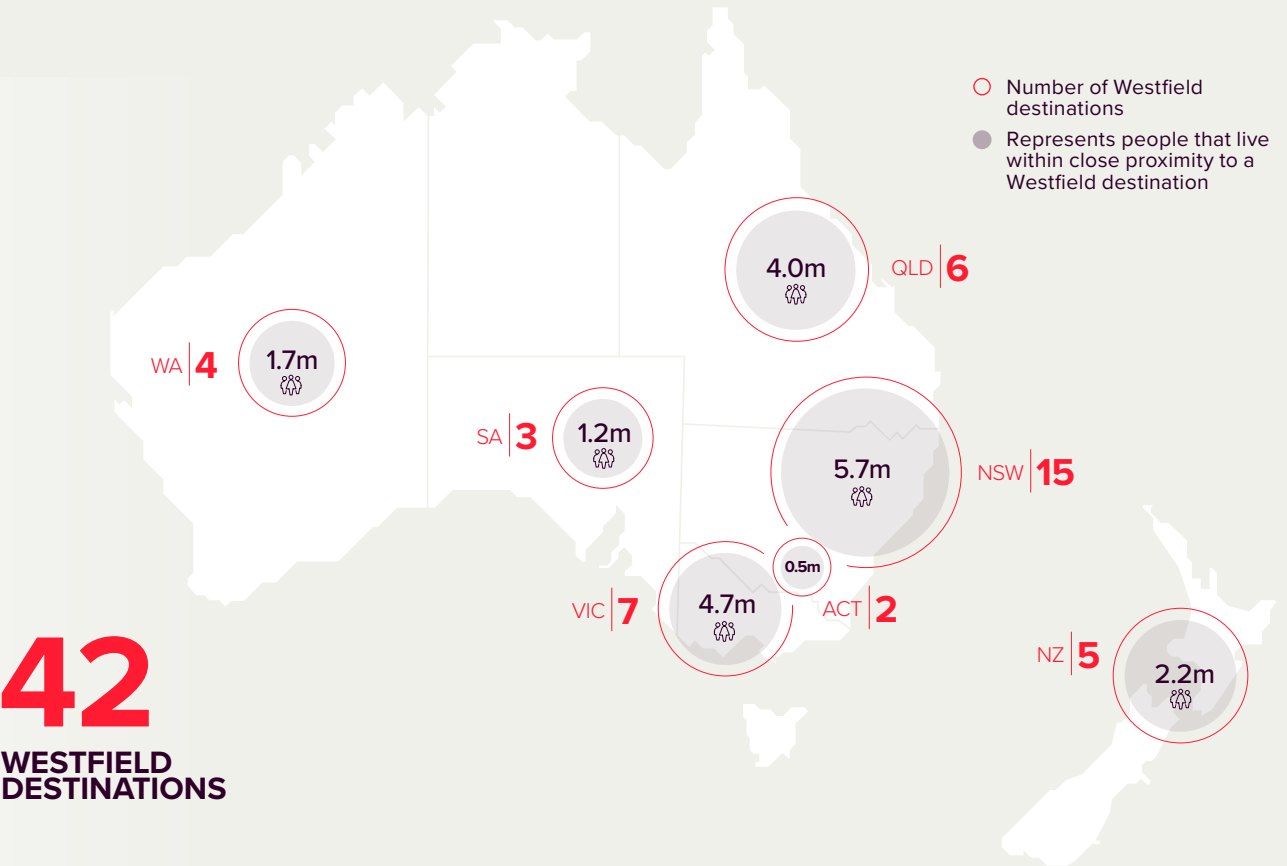 Number of Westfield
destinations
Represents people that live
within close proximity to a
Westfield destination
4.0m
QLD 6
WA 4
1.7m
SA 3
1.2m
5.7m
NSW 15
0.5m
VIC 7
4.7m
ACT 2
NZ 5
2.2m
42
WESTFIELD
DESTINATIONS